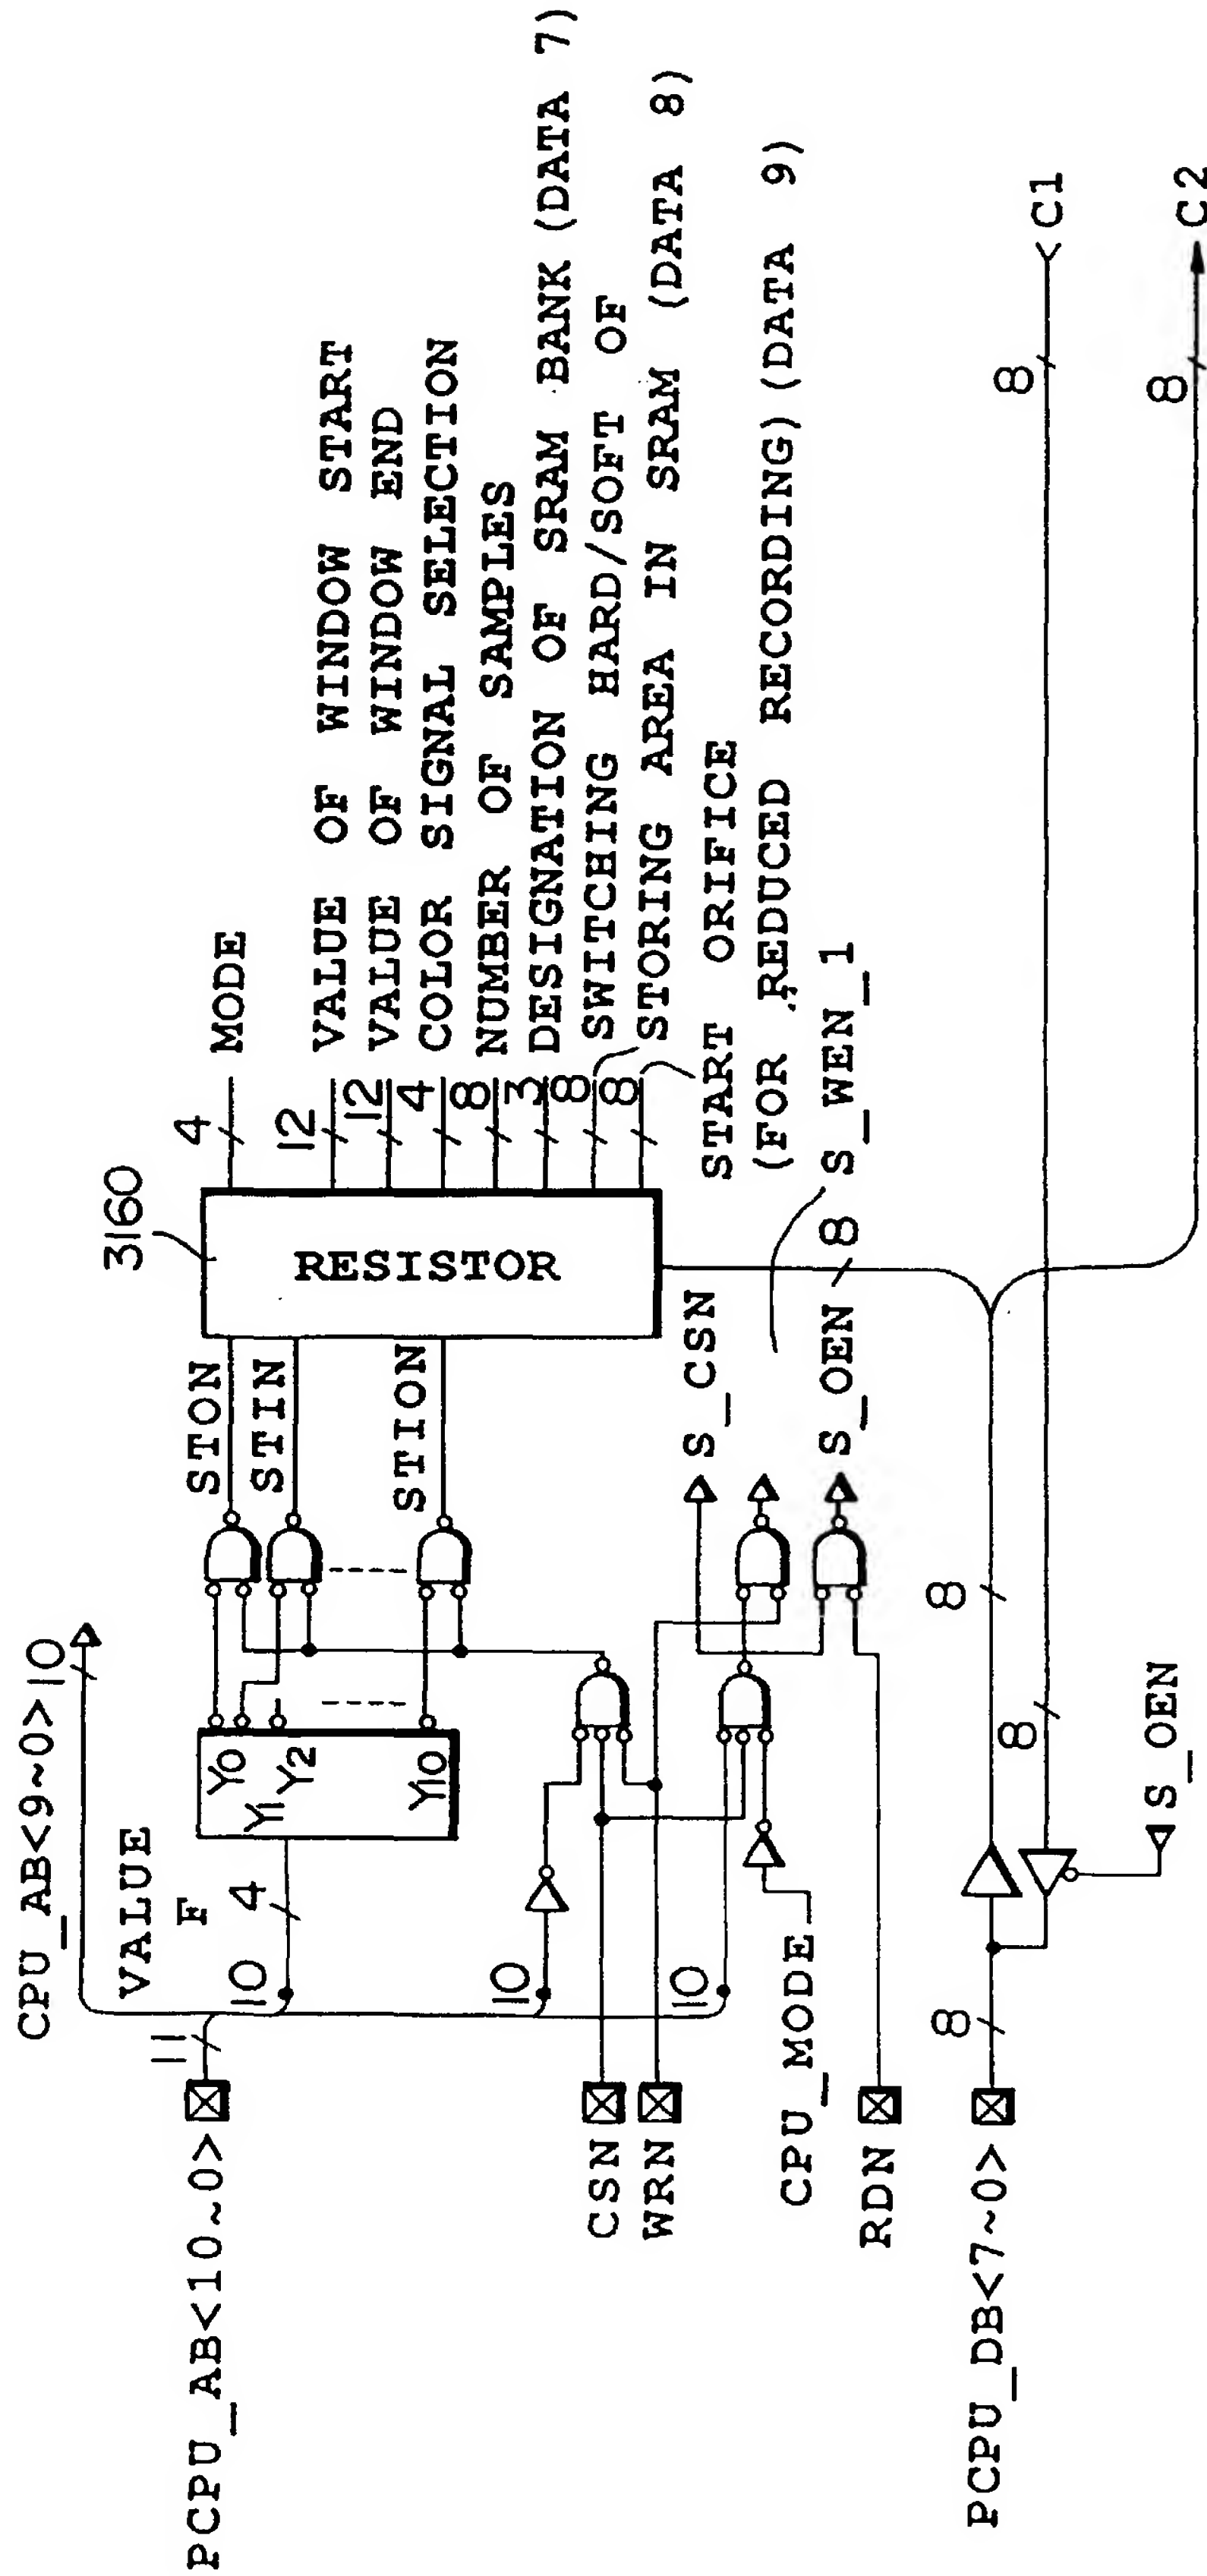 CPU_AB<9~0>
10
PCPU_AB<10~0>
11
VALUE
F
10
4
Y0
Y1
Y2
Y10
STON
STIN
STION
3160
RESISTOR
4
MODE
12
VALUE OF WINDOW START
12
VALUE OF WINDOW END
4
COLOR SIGNAL SELECTION
8
NUMBER OF SAMPLES
3
DESIGNATION OF SRAM BANK (DATA 7)
8
SWITCHING HARD/SOFT OF
STORING AREA IN SRAM (DATA 8)
8
START ORIFICE
(FOR REDUCED RECORDING) (DATA 9)
10
10
CSN
WRN
CPU_MODE
RDN
S_CSN
S_WEN_1
S_OEN
8
PCPU_DB<7~0>
8
8
8
S_OEN
8
C1
8
C2